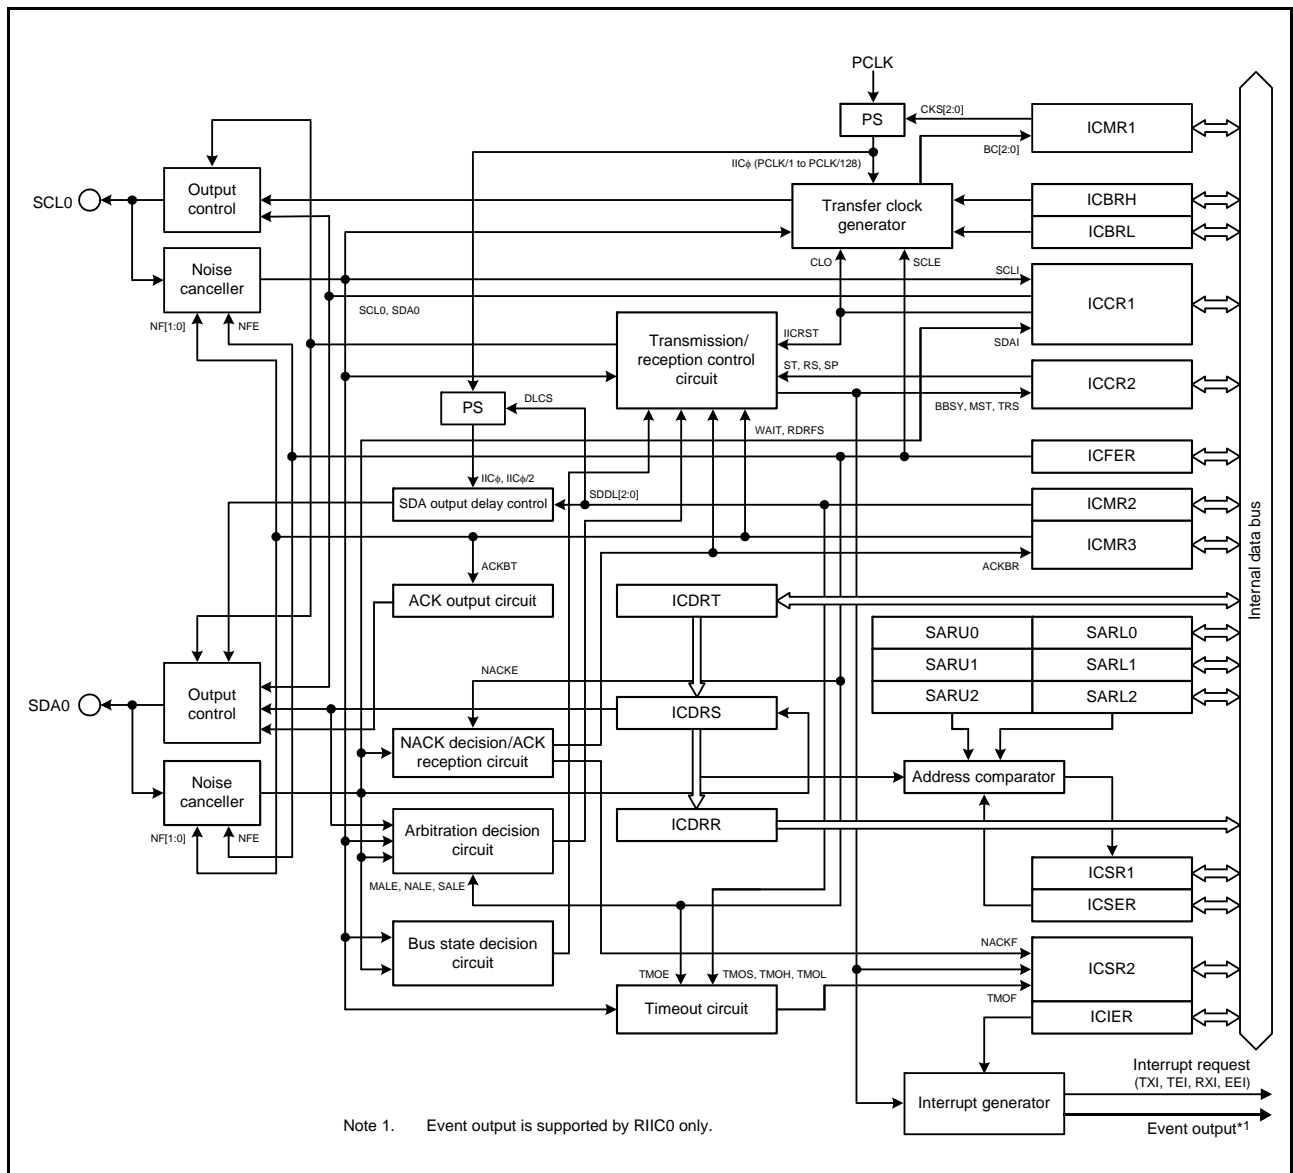 PCLK
PS
CKS[2:0]
ICMR1
BC[2:0]
IICϕ (PCLK/1 to PCLK/128)
Output
control
SCL0
Transfer clock
generator
ICBRH
ICBRL
Noise
canceller
CLO
SCLE
SCLI
ICCR1
SCL0, SDA0
NF[1:0]
NFE
IICRST
SDAI
Transmission/
reception control
circuit
ST, RS, SP
ICCR2
BBSY, MST, TRS
PS
DLCS
WAIT, RDRFS
ICFER
IICϕ, IICϕ/2
SDA output delay control
SDDL[2:0]
ICMR2
ICMR3
ACKBT
ACKBR
ACK output circuit
ICDRT
Internal data bus
SARU0
SARL0
SARU1
SARL1
SARU2
SARL2
NACKE
SDA0
Output
control
ICDRS
NACK decision/ACK
reception circuit
Address comparator
Noise
canceller
ICDRR
NF[1:0]
NFE
Arbitration decision
circuit
MALE, NALE, SALE
ICSR1
ICSER
Bus state decision
circuit
NACKF
ICSR2
TMOE
TMOS, TMOH, TMOL
TMOF
Timeout circuit
ICIER
Interrupt request
(TXI, TEI, RXI, EEI)
Interrupt generator
Event output*1
Note 1. Event output is supported by RIIC0 only.